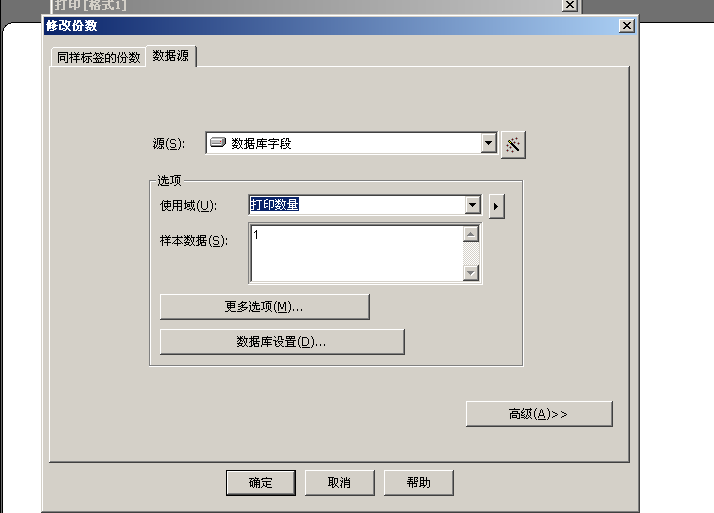 打印[格式1]
修改份数
同样标签的份数 数据源
源(S): 数据库字段
选项
使用域(U): 打印数量
样本数据(S): 1
更多选项(M)...
数据库设置(D)...
高级(A)>>
确定 取消 帮助